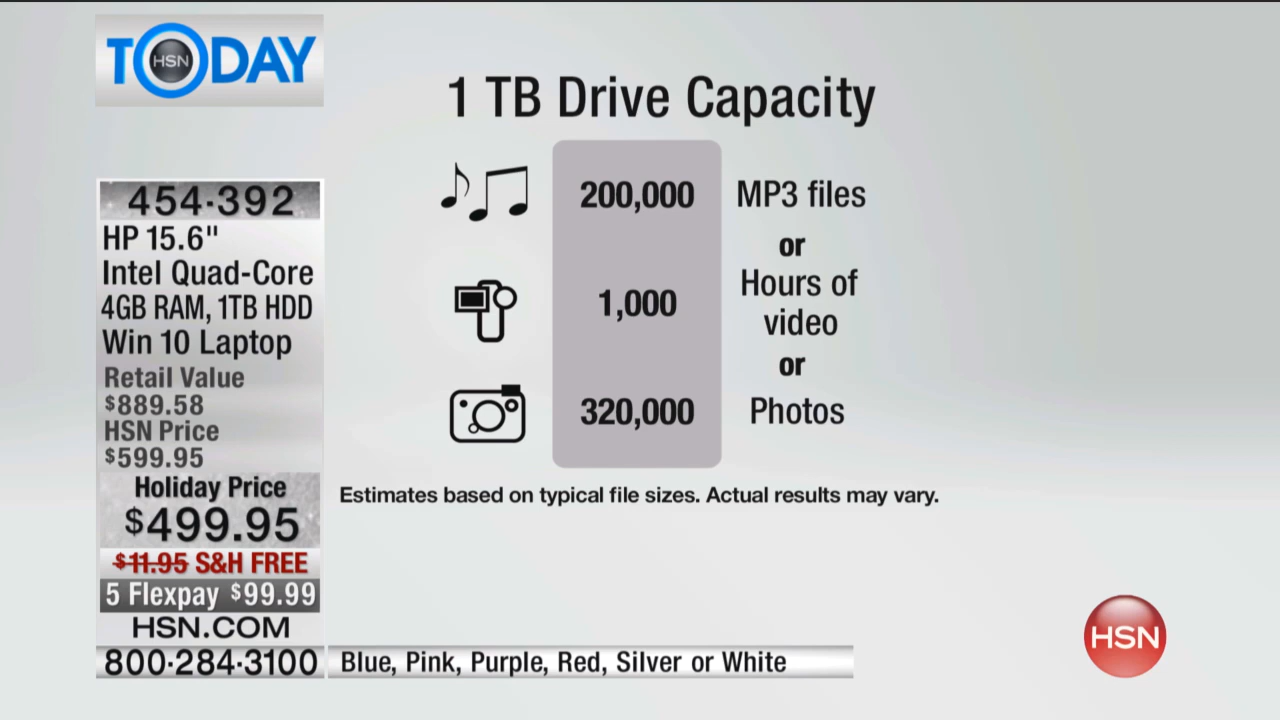 TODAY
HSN
1 TB Drive Capacity
200,000 MP3 files
or
1,000 Hours of
video
or
320,000 Photos
Estimates based on typical file sizes. Actual results may vary.
454·392
HP 15.6"
Intel Quad-Core
4GB RAM, 1TB HDD
Win 10 Laptop
Retail Value
$889.58
HSN Price
$599.95
Holiday Price
$499.95
$11.95 S&H FREE
5 Flexpay $99.99
HSN.COM
800·284·3100
Blue, Pink, Purple, Red, Silver or White
HSN